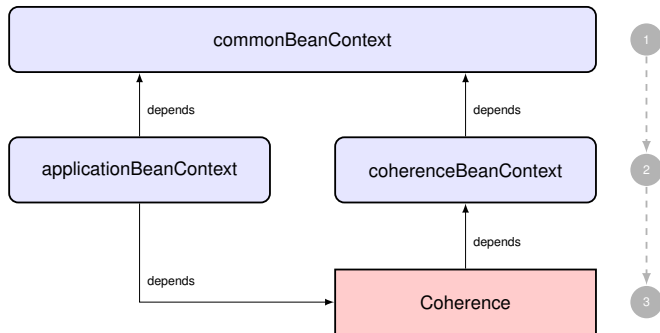 commonBeanContext
1
depends
depends
applicationBeanContext
coherenceBeanContext
2
depends
depends
Coherence
3